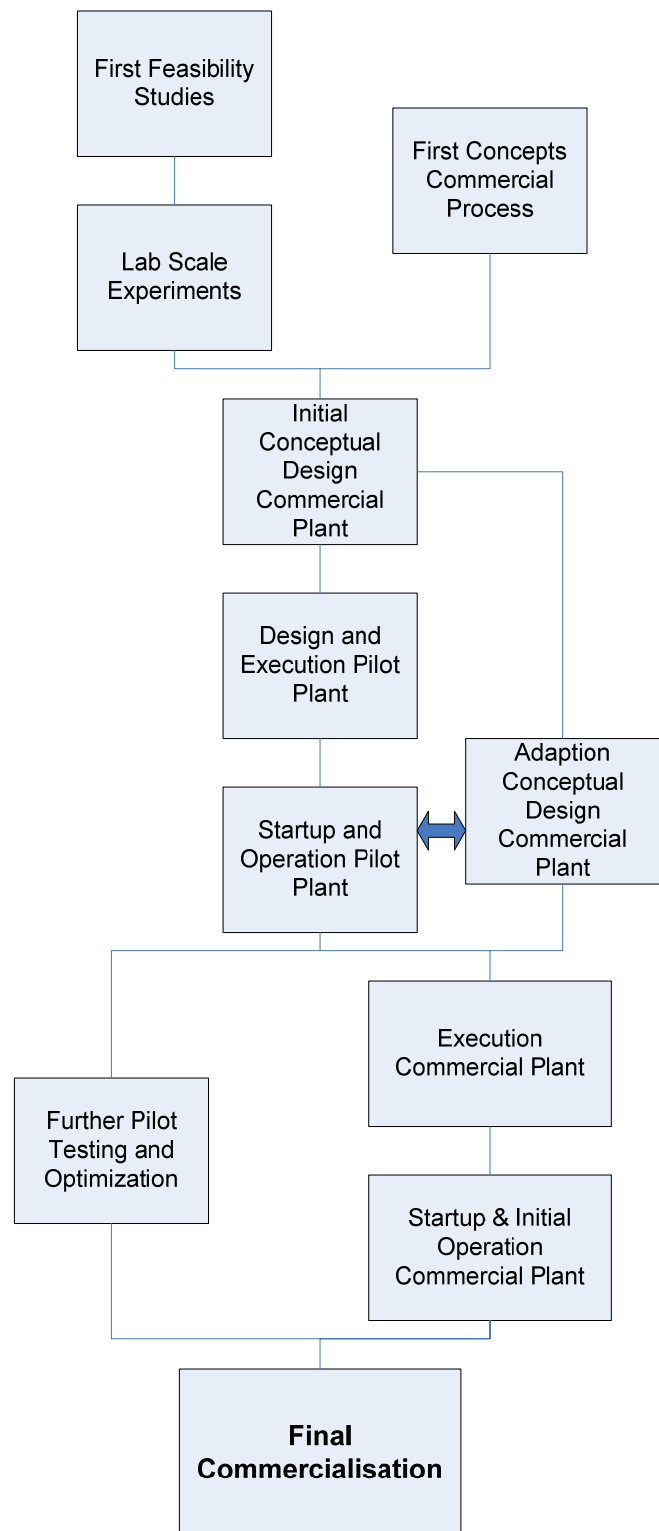 First Feasibility
Studies
First Concepts
Commercial
Process
Lab Scale
Experiments
Initial
Conceptual
Design
Commercial
Plant
Design and
Execution Pilot
Plant
Adaption
Conceptual
Design
Commercial
Plant
Startup and
Operation Pilot
Plant
Execution
Commercial Plant
Further Pilot
Testing and
Optimization
Startup & Initial
Operation
Commercial Plant
Final
Commercialisation